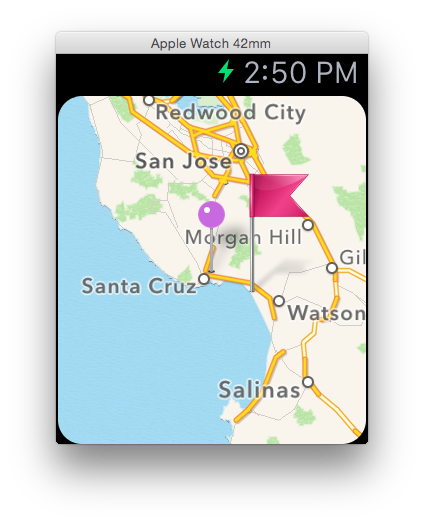 Apple Watch 42mm
2:50 PM
Redwood City
San Jose
Morgan Hill
Gil
Santa Cruz
Watson
Salinas